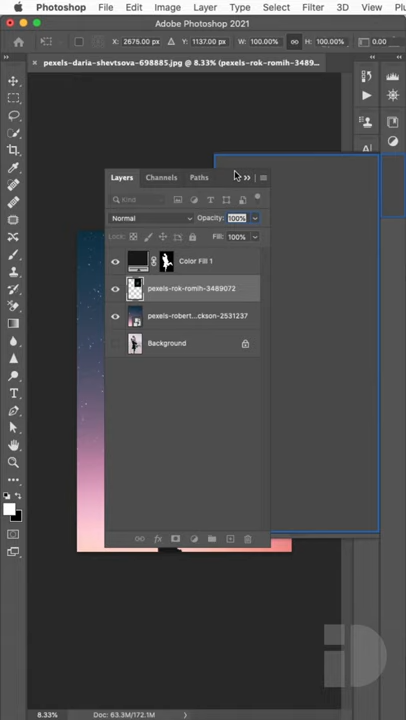 Photoshop File Edit Image Layer Type Select Filter 3D View
Adobe Photoshop 2021
X: 2675.00 px Y: 1137.00 px W: 100.00% H: 100.00% 0.00
pexels-daria-shevtsova-698885.jpg @ 8.33% (pexels-rok-romih-3489...
Layers Channels Paths
Kind
Normal Opacity: 100%
Lock: Fill: 100%
Color Fill 1
pexels-rok-romih-3489072
pexels-robert...ckson-2531237
Background
8.33% Doc: 63.3M/172.1M